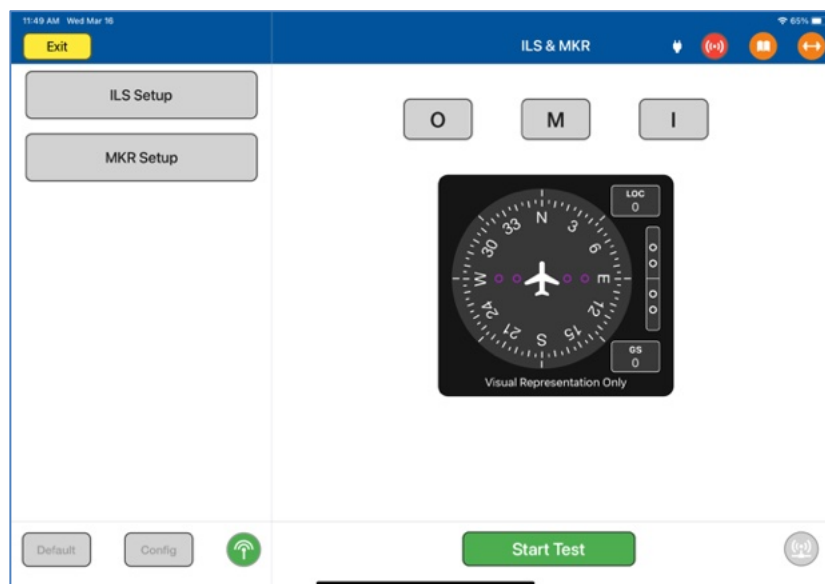 11:49 AM Wed Mar 16
65%
Exit
ILS & MKR
ILS Setup
MKR Setup
O M I
LOC
0
N
33 3
30 6
W E
24 12
21 15
S
GS
0
Visual Representation Only
Default Config
Start Test